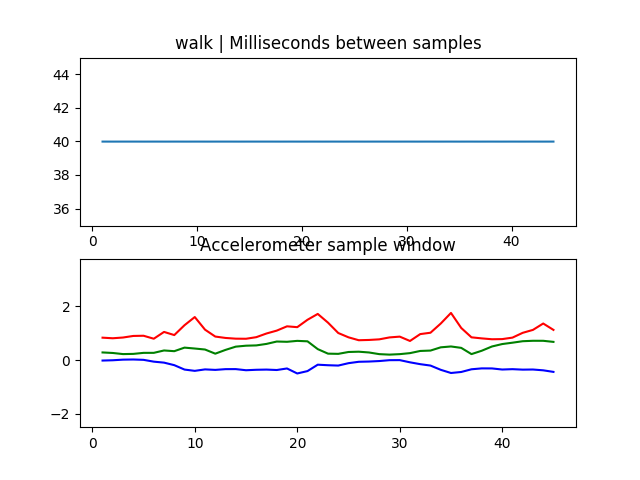 walk | Milliseconds between samples
44
42
40
38
36
0 10 20 30 40
Accelerometer sample window
2
0
−2
0 10 20 30 40